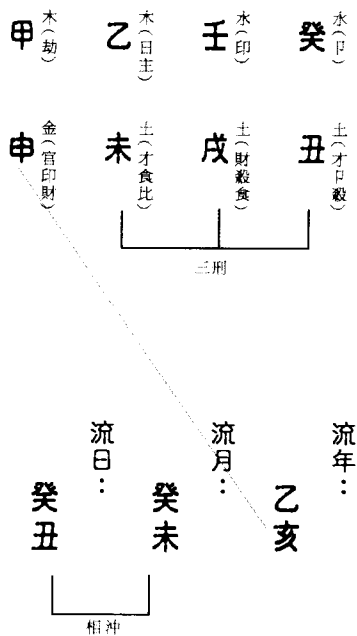 水(卩)
癸
土(才卩殺)
丑
水(印)
壬
土(財殺食)
戌
木(日主)
乙
土(才食比)
未
木(劫)
甲
金(官印財)
申
三刑
流年：
乙亥
流月：
癸未
流日：
癸丑
相沖